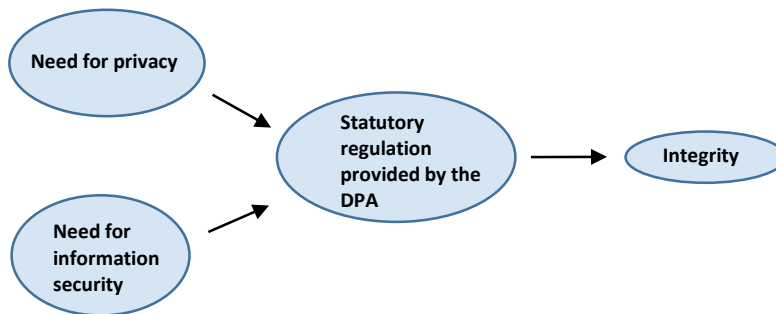 Need for privacy
Statutory
regulation
provided by the
DPA
Integrity
Need for
information
security